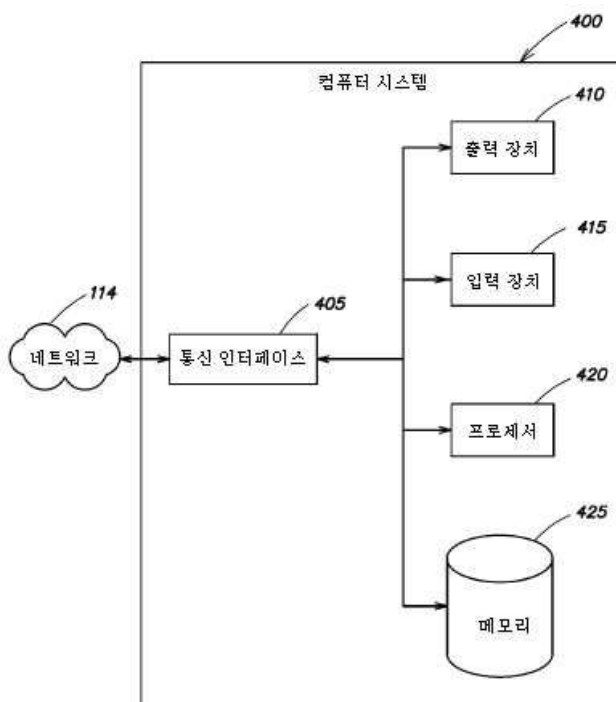 400
컴퓨터 시스템
410
출력 장치
415
입력 장치
114
네트워크
405
통신 인터페이스
420
프로제서
425
메모리